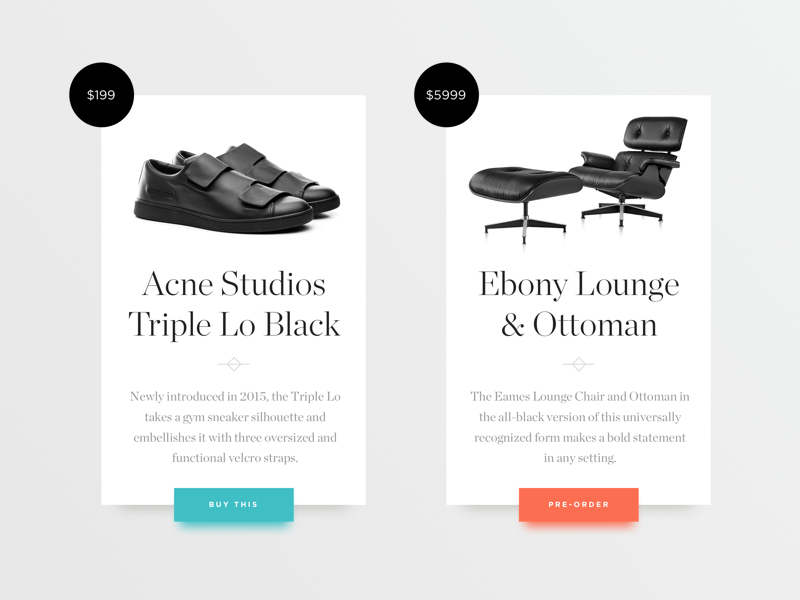 $199
Acne Studios
Triple Lo Black
Newly introduced in 2015, the Triple Lo
takes a gym sneaker silhouette and
embellishes it with three oversized and
functional velcro straps.
BUY THIS
$5999
Ebony Lounge
& Ottoman
The Eames Lounge Chair and Ottoman in
the all-black version of this universally
recognized form makes a bold statement
in any setting.
PRE-ORDER